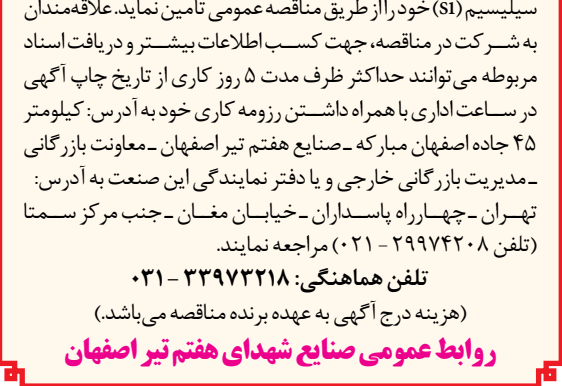 سیلیسیم (Si) خود را از طریق مناقصه عمومی تامین نماید. علاقه‌مندان
به شرکت در مناقصه، جهت کسب اطلاعات بیشتر و دریافت اسناد
مربوطه می‌توانند حداکثر ظرف مدت ۵ روز کاری از تاریخ چاپ آگهی
در ساعت اداری با همراه داشتن رزومه کاری خود به آدرس: کیلومتر
۴۵ جاده اصفهان مبارکه ـ صنایع هفتم تیر اصفهان ـ معاونت بازرگانی
ـ مدیریت بازرگانی خارجی و یا دفتر نمایندگی این صنعت به آدرس:
تهران ـ چهارراه پاسداران ـ خیابان مغان ـ جنب مرکز سمتا
(تلفن ۲۹۹۷۴۲۰۸ - ۰۲۱) مراجعه نمایند.
تلفن هماهنگی: ۳۳۹۷۳۲۱۸ - ۰۳۱
(هزینه درج آگهی به عهده برنده مناقصه می‌باشد.)
روابط عمومی صنایع شهدای هفتم تیر اصفهان